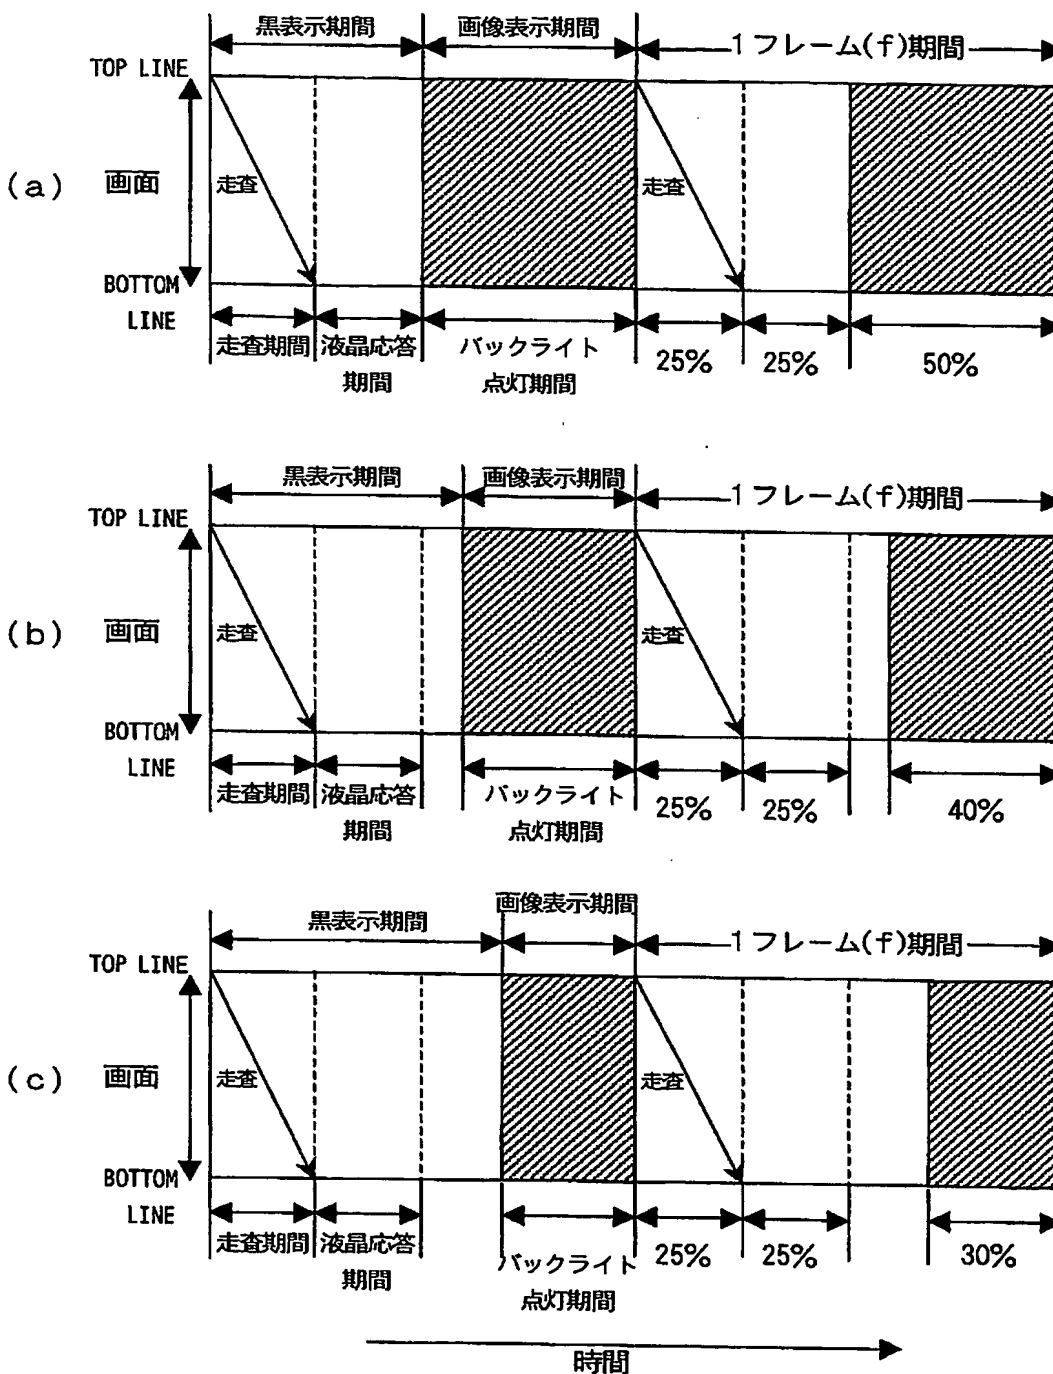 黒表示期間 画像表示期間 1フレーム(f)期間
TOP LINE
(a) 画面 走査 走査
BOTTOM
LINE
走査期間 液晶応答 バックライト 25% 25% 50%
期間 点灯期間
黒表示期間 画像表示期間 1フレーム(f)期間
TOP LINE
(b) 画面 走査 走査
BOTTOM
LINE
走査期間 液晶応答 バックライト 25% 25% 40%
期間 点灯期間
黒表示期間 画像表示期間 1フレーム(f)期間
TOP LINE
(c) 画面 走査 走査
BOTTOM
LINE
走査期間 液晶応答 バックライト 25% 25% 30%
期間 点灯期間
時間